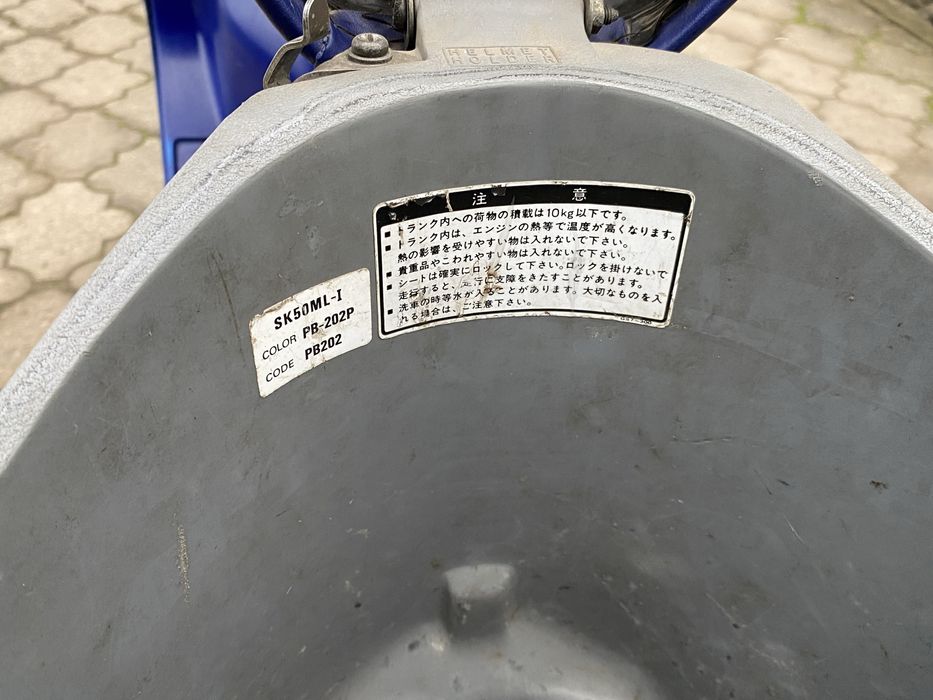 HELMET
HOLDER
注 意
■ トランク内への荷物の積載は10kg以下です。
■ トランク内は、エンジンの熱等で温度が高くなります。
熱の影響を受けやすい物は入れないで下さい。
■ 貴重品やこわれやすい物は入れないで下さい。
■ シートは確実にロックして下さい。ロックを掛けないで
走行すると、走行に支障をきたすことがあります。
■ 洗車の時等水が入ることがあります。大切なものを入
れる場合は、ご注意下さい。
SK50ML-I
COLOR PB-202P
CODE PB202